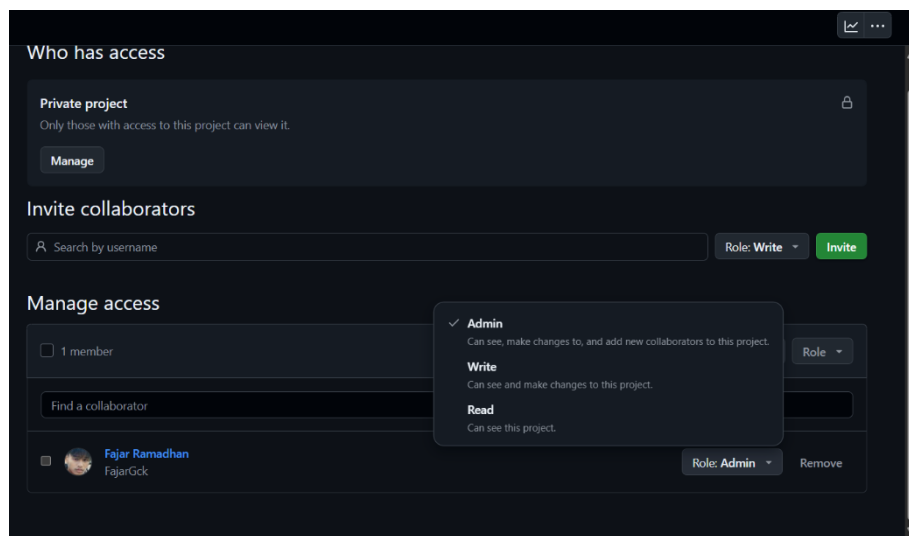 Who has access
Private project
Only those with access to this project can view it.
Manage
Invite collaborators
Search by username
Role: Write
Invite
Manage access
Admin
Can see, make changes to, and add new collaborators to this project.
1 member
Role
Write
Can see and make changes to this project.
Find a collaborator
Read
Can see this project.
Fajar Ramadhan
FajarGck
Role: Admin
Remove